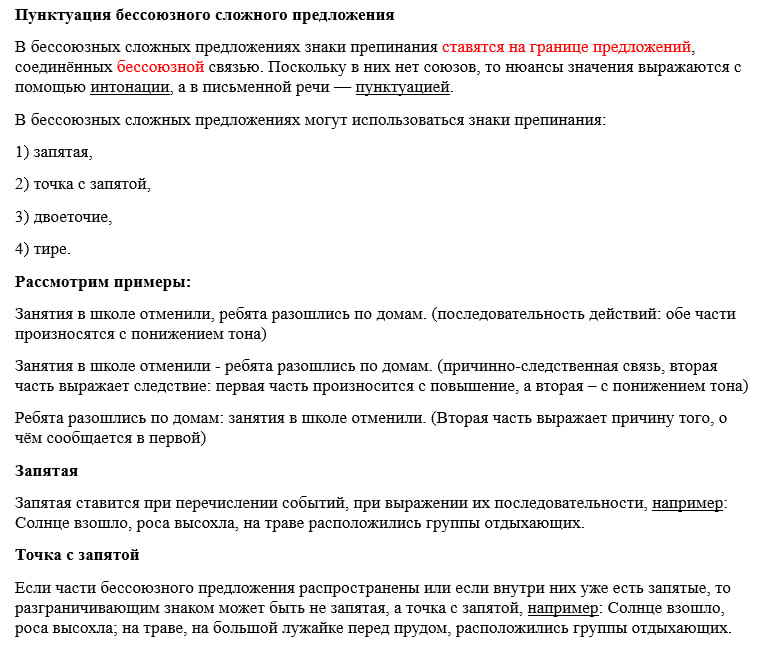 Пунктуация бессоюзного сложного предложения
В бессоюзных сложных предложениях знаки препинания ставятся на границе предложений,
соединённых бессоюзной связью. Поскольку в них нет союзов, то нюансы значения выражаются с
помощью интонации, а в письменной речи — пунктуацией.
В бессоюзных сложных предложениях могут использоваться знаки препинания:
1) запятая,
2) точка с запятой,
3) двоеточие,
4) тире.
Рассмотрим примеры:
Занятия в школе отменили, ребята разошлись по домам. (последовательность действий: обе части
произносятся с понижением тона)
Занятия в школе отменили - ребята разошлись по домам. (причинно-следственная связь, вторая
часть выражает следствие: первая часть произносится с повышение, а вторая – с понижением тона)
Ребята разошлись по домам: занятия в школе отменили. (Вторая часть выражает причину того, о
чём сообщается в первой)
Запятая
Запятая ставится при перечислении событий, при выражении их последовательности, например:
Солнце взошло, роса высохла, на траве расположились группы отдыхающих.
Точка с запятой
Если части бессоюзного предложения распространены или если внутри них уже есть запятые, то
разграничивающим знаком может быть не запятая, а точка с запятой, например: Солнце взошло,
роса высохла; на траве, на большой лужайке перед прудом, расположились группы отдыхающих.